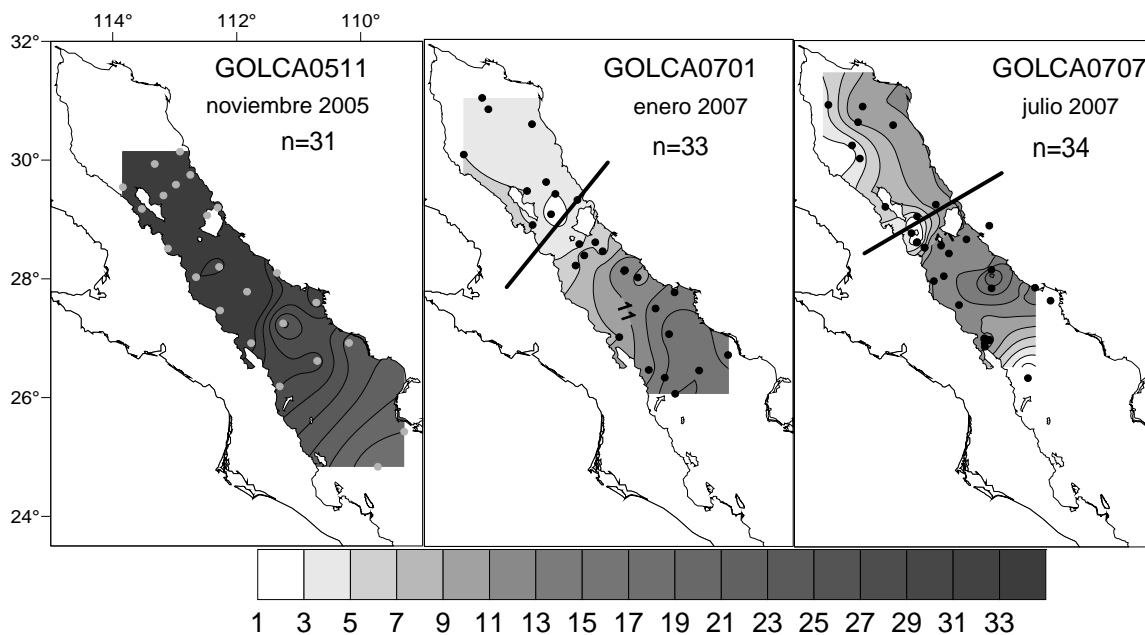 114° 112° 110°
32°
30°
28°
26°
24°
GOLCA0511
noviembre 2005
n=31
GOLCA0701
enero 2007
n=33
11
GOLCA0707
julio 2007
n=34
1 3 5 7 9 11 13 15 17 19 21 23 25 27 29 31 33